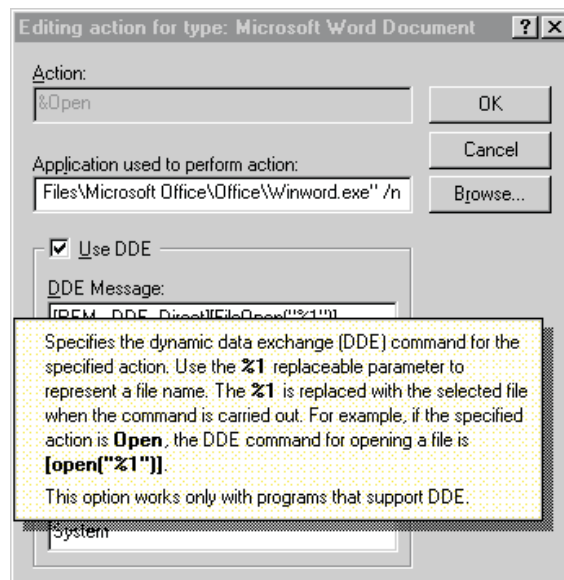 Editing action for type: Microsoft Word Document
Action:
&Open
OK
Application used to perform action:
Cancel
Files\Microsoft Office\Office\Winword.exe" /n
Browse...
Use DDE
DDE Message:
[REM _DDE_Direct][FileOpen("%1")]
Specifies the dynamic data exchange (DDE) command for the
specified action. Use the %1 replaceable parameter to
represent a file name. The %1 is replaced with the selected file
when the command is carried out. For example, if the specified
action is Open, the DDE command for opening a file is
[open("%1")].
This option works only with programs that support DDE.
System